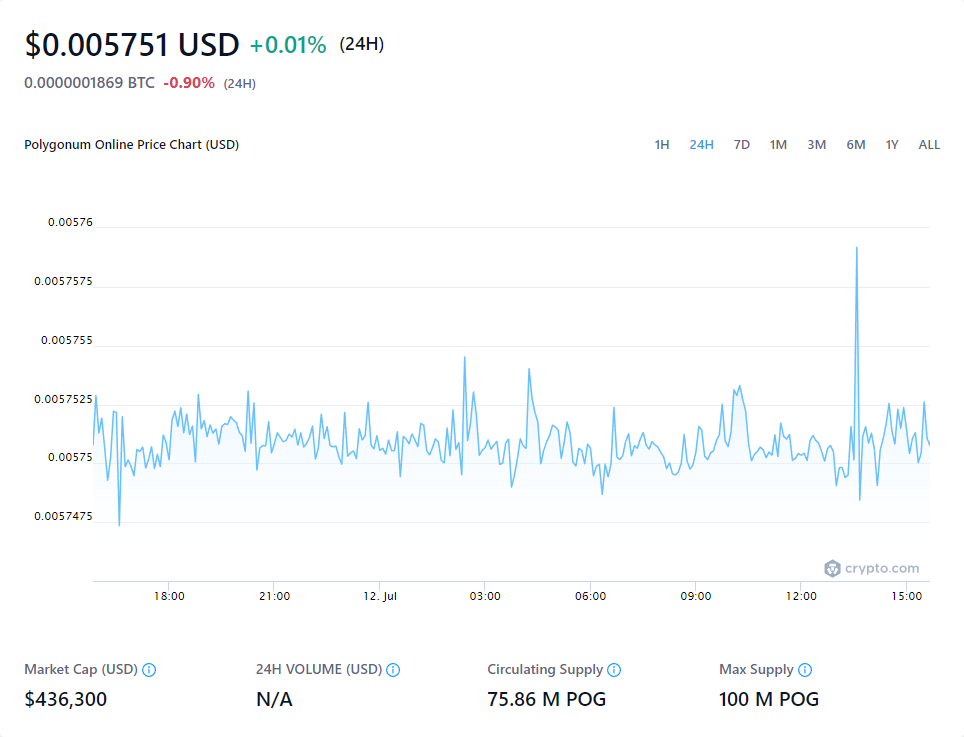 $0.005751 USD +0.01% (24H)
0.0000001869 BTC -0.90% (24H)
Polygonum Online Price Chart (USD) 1H 24H 7D 1M 3M 6M 1Y ALL
0.00576
0.0057575
0.005755
0.0057525
0.00575
0.0057475
crypto.com
18:00 21:00 12. Jul 03:00 06:00 09:00 12:00 15:00
Market Cap (USD) 24H VOLUME (USD) Circulating Supply Max Supply
$436,300 N/A 75.86 M POG 100 M POG